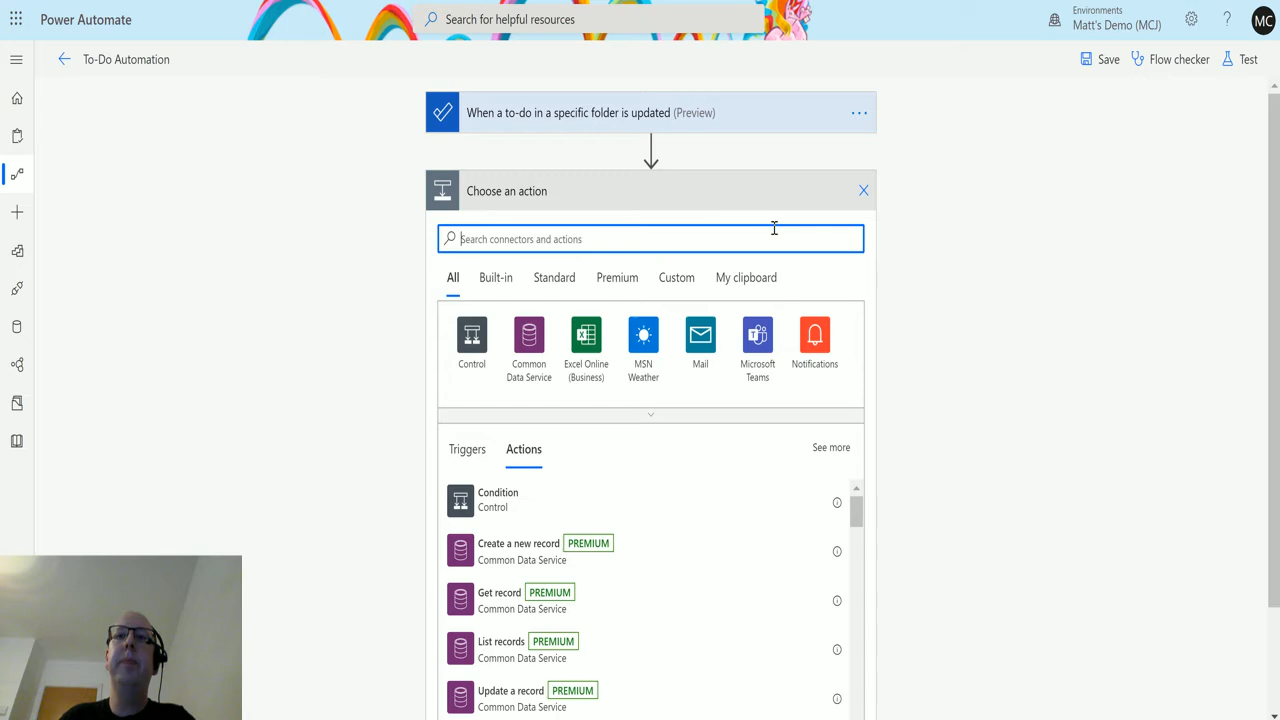 Power Automate
Search for helpful resources
Environments
Matt's Demo (MCJ)
MC
To-Do Automation
Save
Flow checker
Test
When a to-do in a specific folder is updated (Preview)
Choose an action
Search connectors and actions
All
Built-in
Standard
Premium
Custom
My clipboard
Control
Common
Data Service
Excel Online
(Business)
MSN
Weather
Mail
Microsoft
Teams
Notifications
Triggers
Actions
See more
Condition
Control
Create a new record PREMIUM
Common Data Service
Get record PREMIUM
Common Data Service
List records PREMIUM
Common Data Service
Update a record PREMIUM
Common Data Service